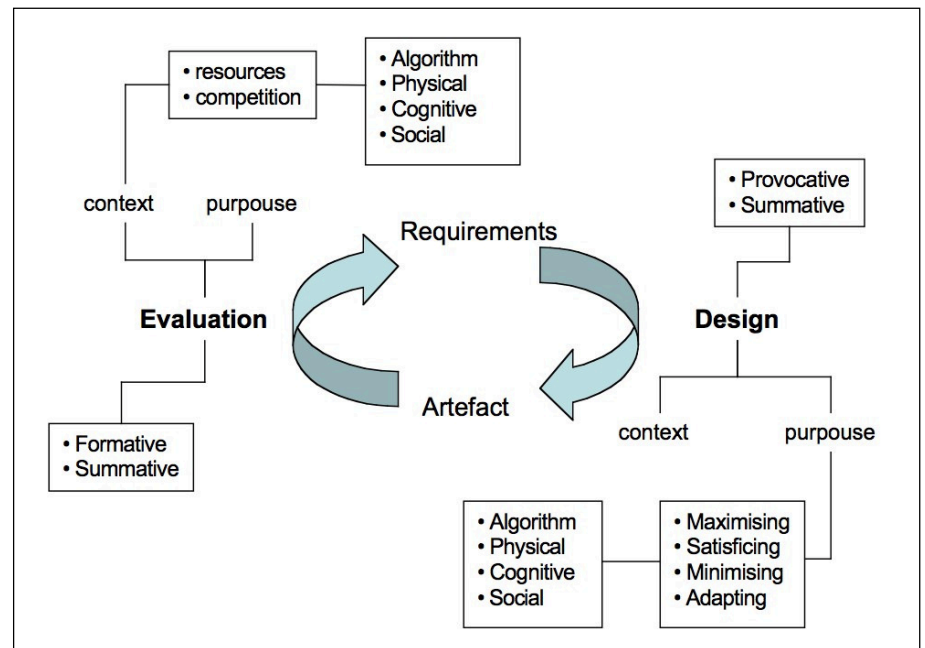 • resources
• competition
• Algorithm
• Physical
• Cognitive
• Social
context
purpouse
• Provocative
• Summative
Requirements
Evaluation
Design
Artefact
context
purpouse
• Formative
• Summative
• Algorithm
• Physical
• Cognitive
• Social
• Maximising
• Satisficing
• Minimising
• Adapting